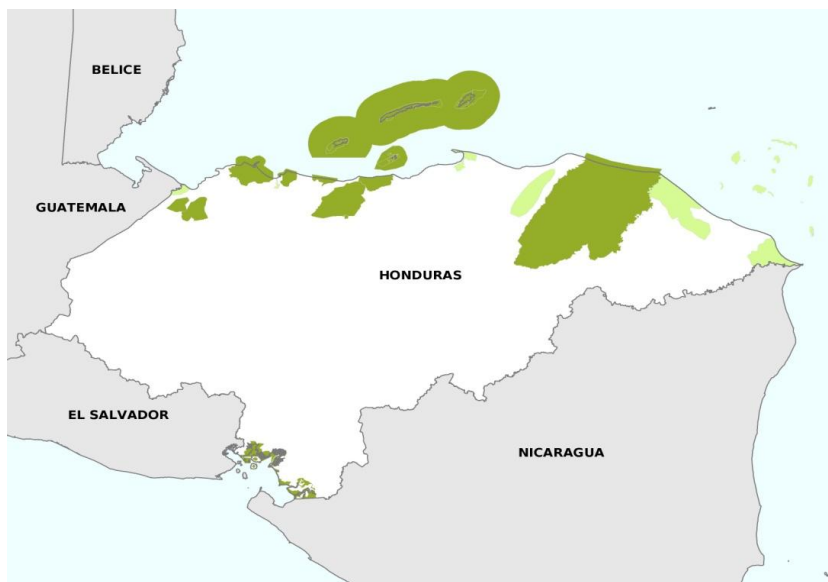 BELICE
GUATEMALA
HONDURAS
EL SALVADOR
NICARAGUA